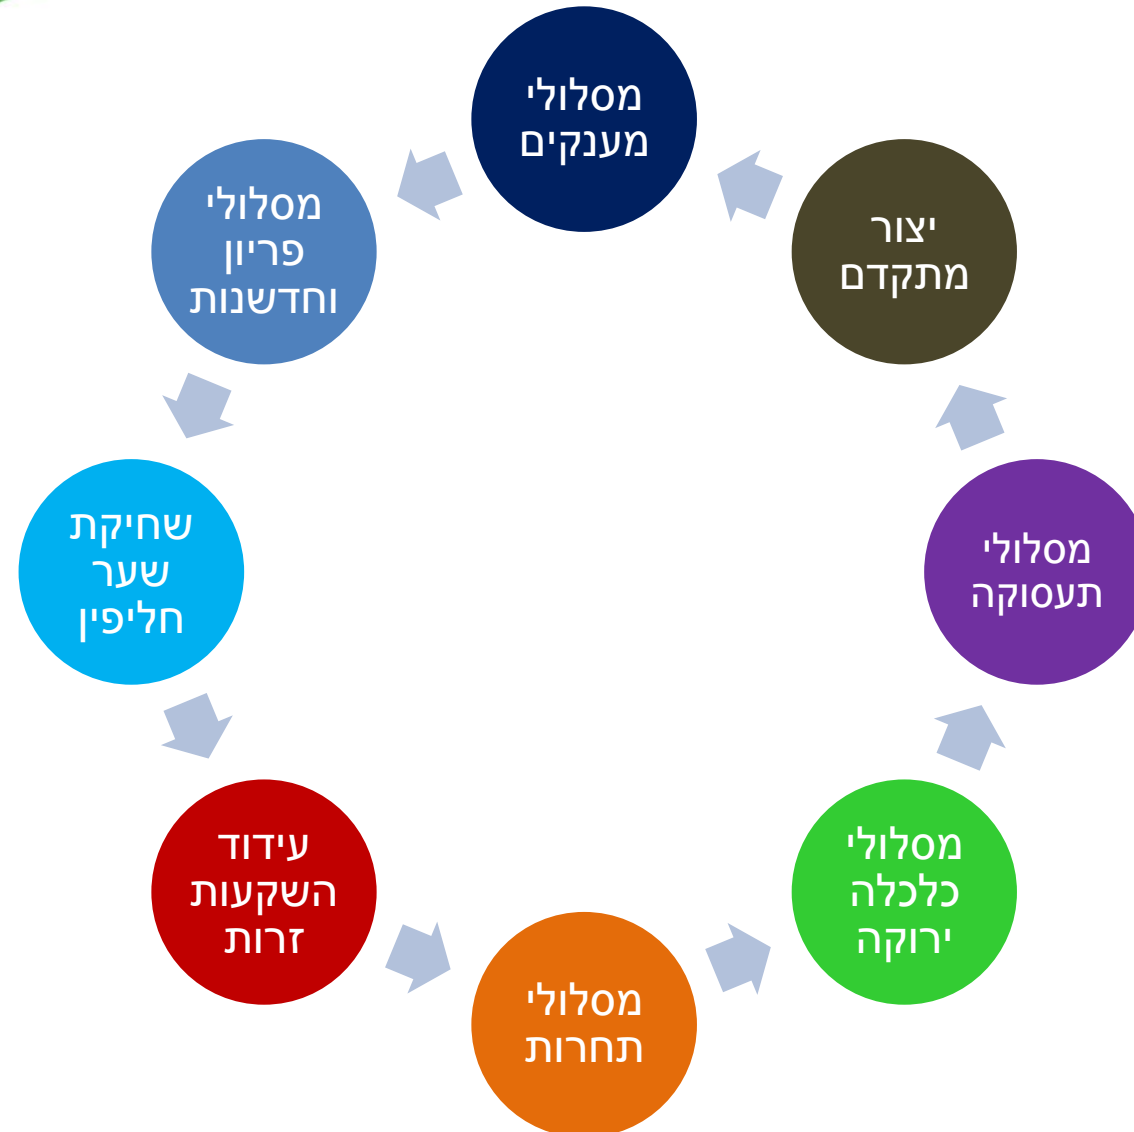 מסלולי
מענקים
מסלולי
פריון
וחדשנות
שחיקת
שער
חליפין
עידוד
השקעות
זרות
מסלולי
תחרות
מסלולי
כלכלה
ירוקה
מסלולי
תעסוקה
יצור
מתקדם